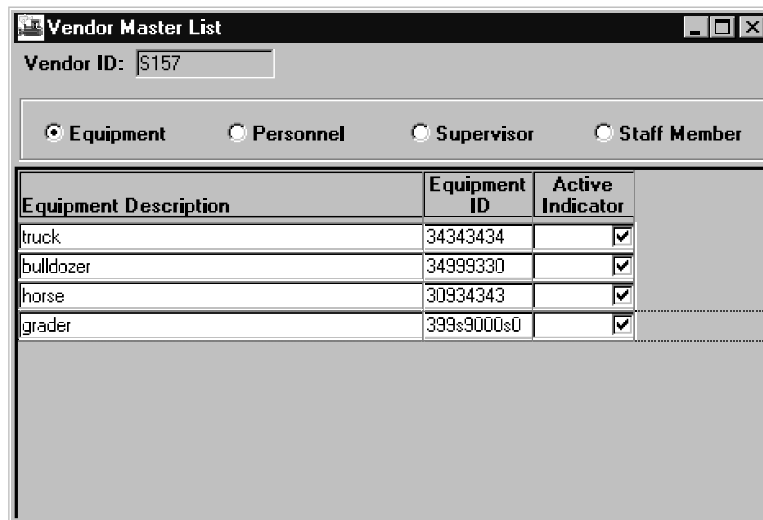 Vendor Master List
Vendor ID: S157
Equipment Personnel Supervisor Staff Member
Equipment Description Equipment ID Active Indicator
truck 34343434
bulldozer 34999330
horse 30934343
grader 399s9000s0